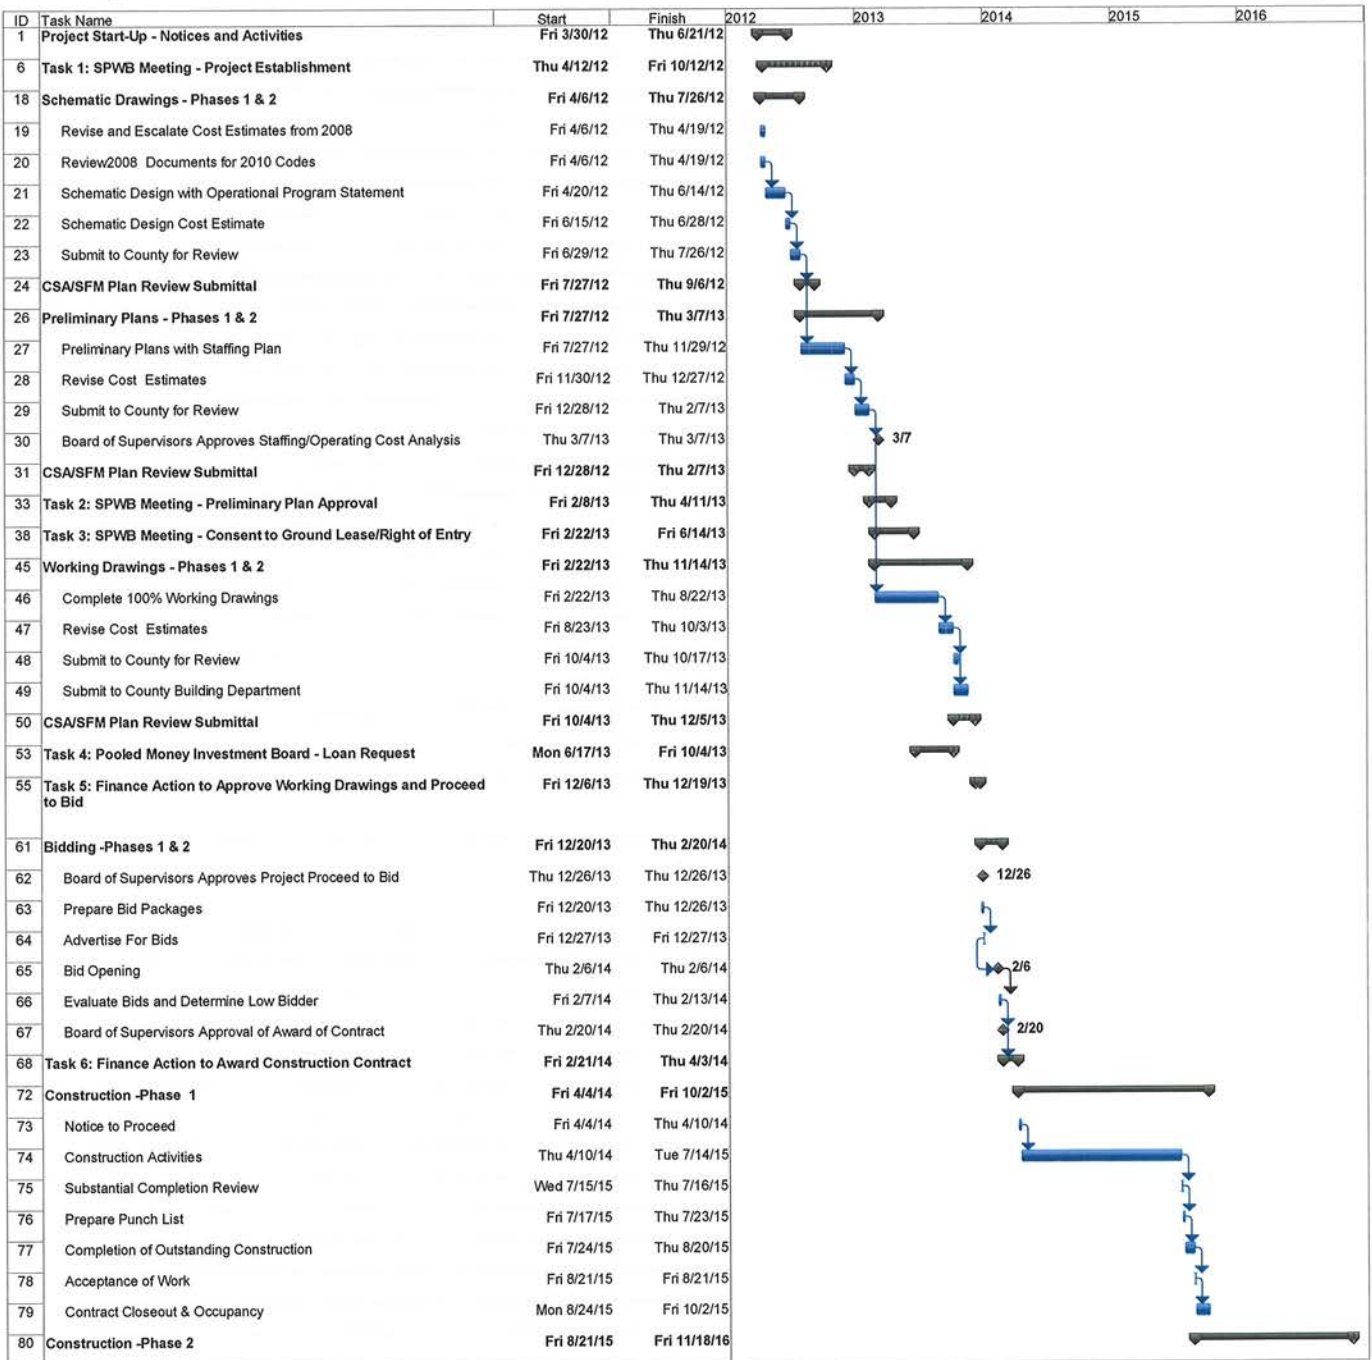 ID Task Name Start Finish 2012 2013 2014 2015 2016
1 Project Start-Up - Notices and Activities Fri 3/30/12 Thu 6/21/12
6 Task 1: SPWB Meeting - Project Establishment Thu 4/12/12 Fri 10/12/12
18 Schematic Drawings - Phases 1 & 2 Fri 4/6/12 Thu 7/26/12
19 Revise and Escalate Cost Estimates from 2008 Fri 4/6/12 Thu 4/19/12
20 Review2008 Documents for 2010 Codes Fri 4/6/12 Thu 4/19/12
21 Schematic Design with Operational Program Statement Fri 4/20/12 Thu 6/14/12
22 Schematic Design Cost Estimate Fri 6/15/12 Thu 6/28/12
23 Submit to County for Review Fri 6/29/12 Thu 7/26/12
24 CSA/SFM Plan Review Submittal Fri 7/27/12 Thu 9/6/12
26 Preliminary Plans - Phases 1 & 2 Fri 7/27/12 Thu 3/7/13
27 Preliminary Plans with Staffing Plan Fri 7/27/12 Thu 11/29/12
28 Revise Cost Estimates Fri 11/30/12 Thu 12/27/12
29 Submit to County for Review Fri 12/28/12 Thu 2/7/13
30 Board of Supervisors Approves Staffing/Operating Cost Analysis Thu 3/7/13 Thu 3/7/13 3/7
31 CSA/SFM Plan Review Submittal Fri 12/28/12 Thu 2/7/13
33 Task 2: SPWB Meeting - Preliminary Plan Approval Fri 2/8/13 Thu 4/11/13
38 Task 3: SPWB Meeting - Consent to Ground Lease/Right of Entry Fri 2/22/13 Fri 6/14/13
45 Working Drawings - Phases 1 & 2 Fri 2/22/13 Thu 11/14/13
46 Complete 100% Working Drawings Fri 2/22/13 Thu 8/22/13
47 Revise Cost Estimates Fri 8/23/13 Thu 10/3/13
48 Submit to County for Review Fri 10/4/13 Thu 10/17/13
49 Submit to County Building Department Fri 10/4/13 Thu 11/14/13
50 CSA/SFM Plan Review Submittal Fri 10/4/13 Thu 12/5/13
53 Task 4: Pooled Money Investment Board - Loan Request Mon 6/17/13 Fri 10/4/13
55 Task 5: Finance Action to Approve Working Drawings and Proceed Fri 12/6/13 Thu 12/19/13
to Bid
61 Bidding -Phases 1 & 2 Fri 12/20/13 Thu 2/20/14
62 Board of Supervisors Approves Project Proceed to Bid Thu 12/26/13 Thu 12/26/13 12/26
63 Prepare Bid Packages Fri 12/20/13 Thu 12/26/13
64 Advertise For Bids Fri 12/27/13 Fri 12/27/13
65 Bid Opening Thu 2/6/14 Thu 2/6/14 2/6
66 Evaluate Bids and Determine Low Bidder Fri 2/7/14 Thu 2/13/14
67 Board of Supervisors Approval of Award of Contract Thu 2/20/14 Thu 2/20/14 2/20
68 Task 6: Finance Action to Award Construction Contract Fri 2/21/14 Thu 4/3/14
72 Construction -Phase 1 Fri 4/4/14 Fri 10/2/15
73 Notice to Proceed Fri 4/4/14 Thu 4/10/14
74 Construction Activities Thu 4/10/14 Tue 7/14/15
75 Substantial Completion Review Wed 7/15/15 Thu 7/16/15
76 Prepare Punch List Fri 7/17/15 Thu 7/23/15
77 Completion of Outstanding Construction Fri 7/24/15 Thu 8/20/15
78 Acceptance of Work Fri 8/21/15 Fri 8/21/15
79 Contract Closeout & Occupancy Mon 8/24/15 Fri 10/2/15
80 Construction -Phase 2 Fri 8/21/15 Fri 11/18/16